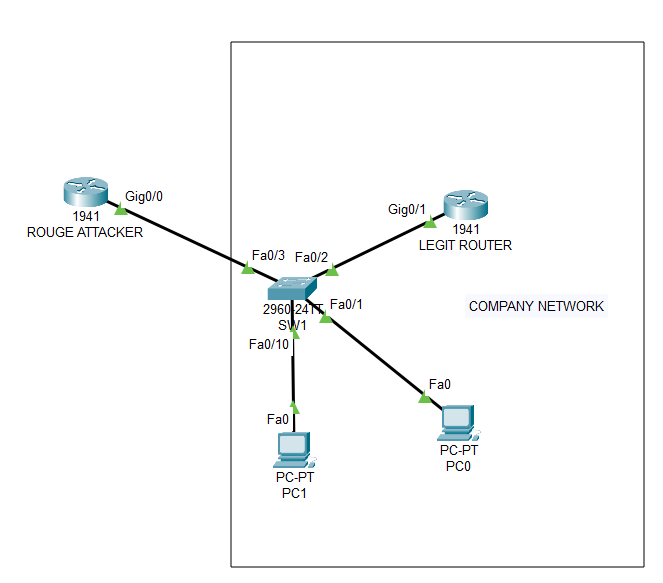 Gig0/0
1941
ROUGE ATTACKER
Gig0/1
1941
LEGIT ROUTER
Fa0/3
Fa0/2
2960-24TT
SW1
Fa0/1
COMPANY NETWORK
Fa0/10
Fa0
Fa0
PC-PT
PC0
PC-PT
PC1